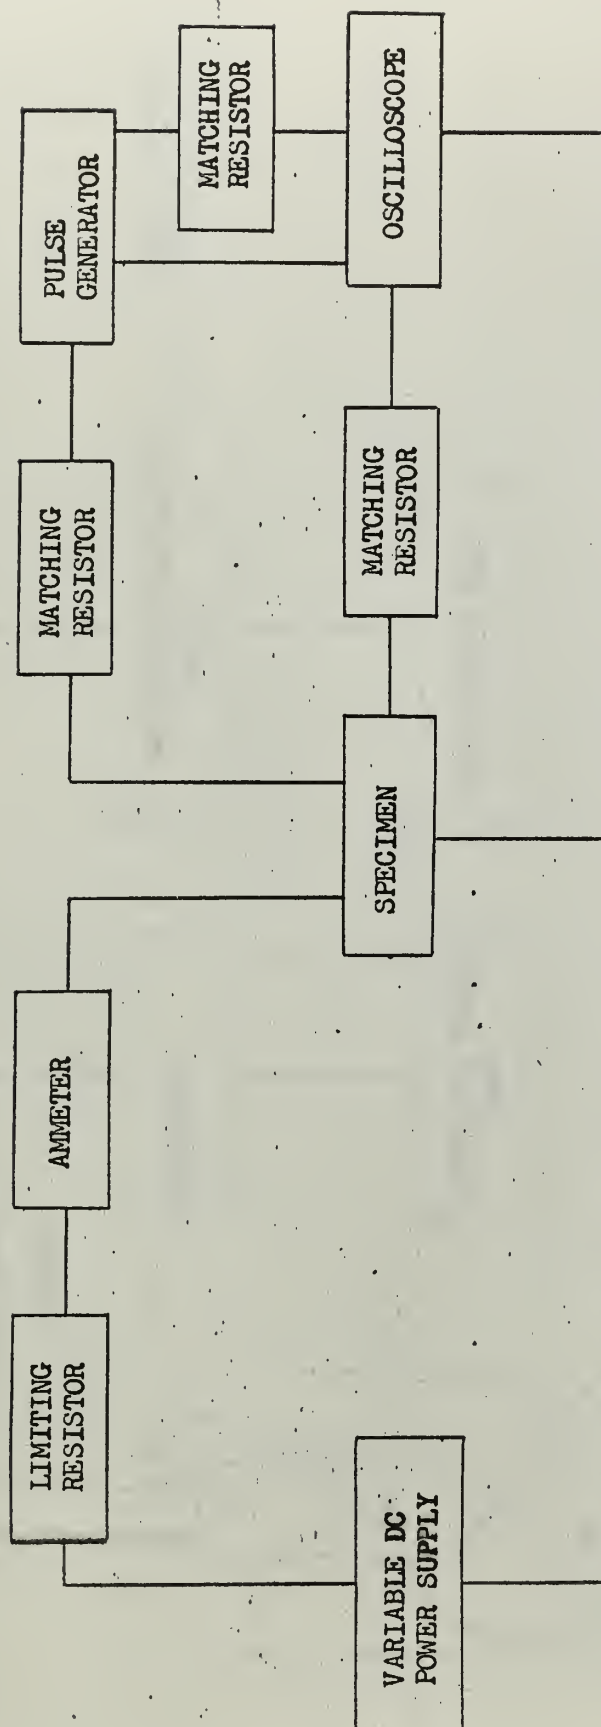 LIMITING
RESISTOR
AMMETER
MATCHING
RESISTOR
PULSE
GENERATOR
MATCHING
RESISTOR
VARIABLE DC
POWER SUPPLY
SPECIMEN
MATCHING
RESISTOR
OSCILLOSCOPE